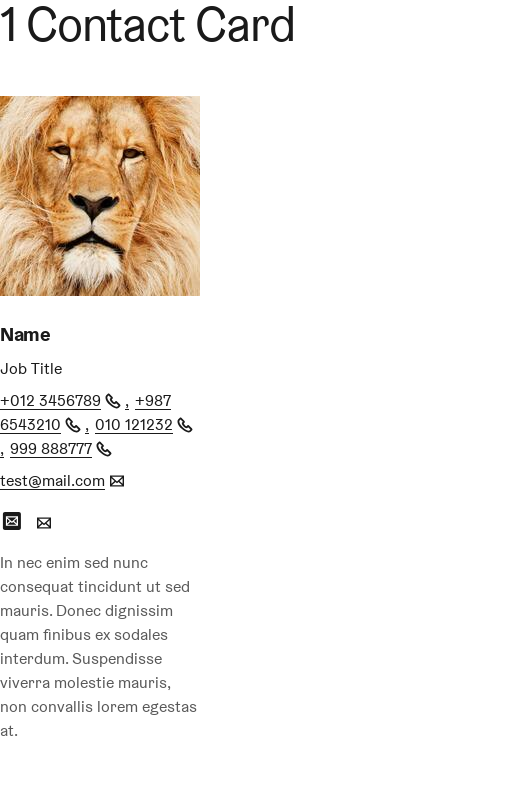 1 Contact Card
Name
Job Title
+012 3456789 , +987
6543210 , 010 121232
, 999 888777
test@mail.com
In nec enim sed nunc
consequat tincidunt ut sed
mauris. Donec dignissim
quam finibus ex sodales
interdum. Suspendisse
viverra molestie mauris,
non convallis lorem egestas
at.